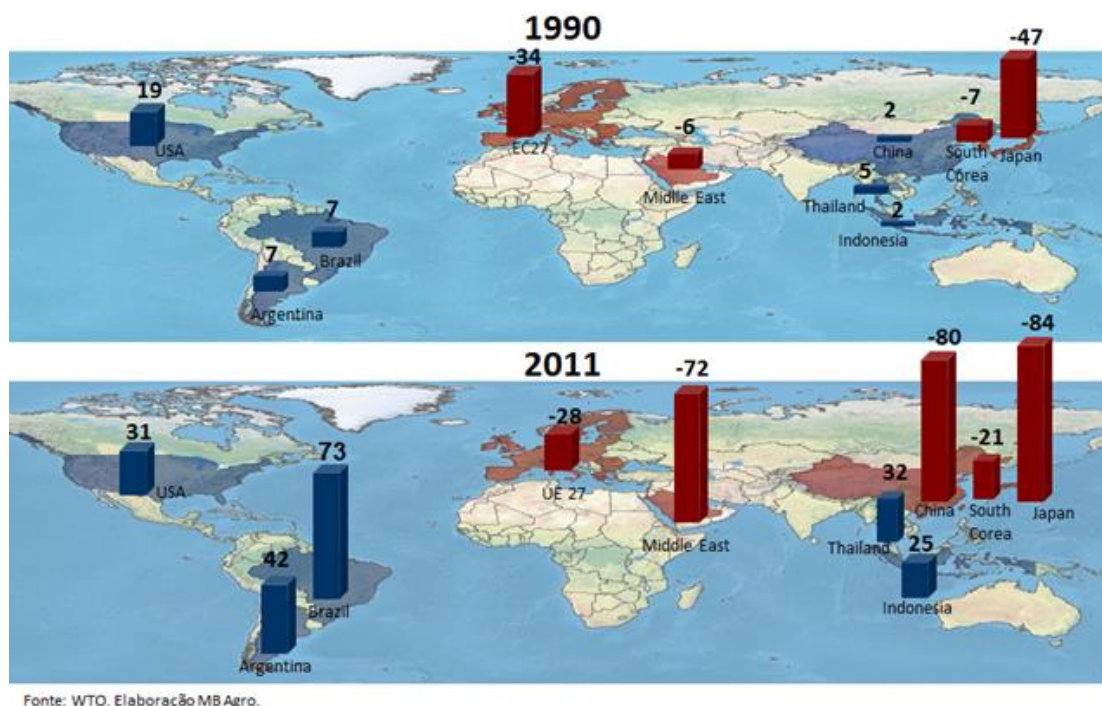 1990
-34
-47
19
USA
EC27
-6
Midlle East
2
China
-7
South
Corea
Japan
5
Thailand
2
Indonesia
7
Brazil
7
Argentina
2011
-80
-84
-72
31
USA
73
-28
UE 27
32
-21
China
South
Corea
Japan
Middle East
Thailand
25
Indonesia
42
Brazil
Argentina
Fonte: WTO. Elaboração MB Agro.